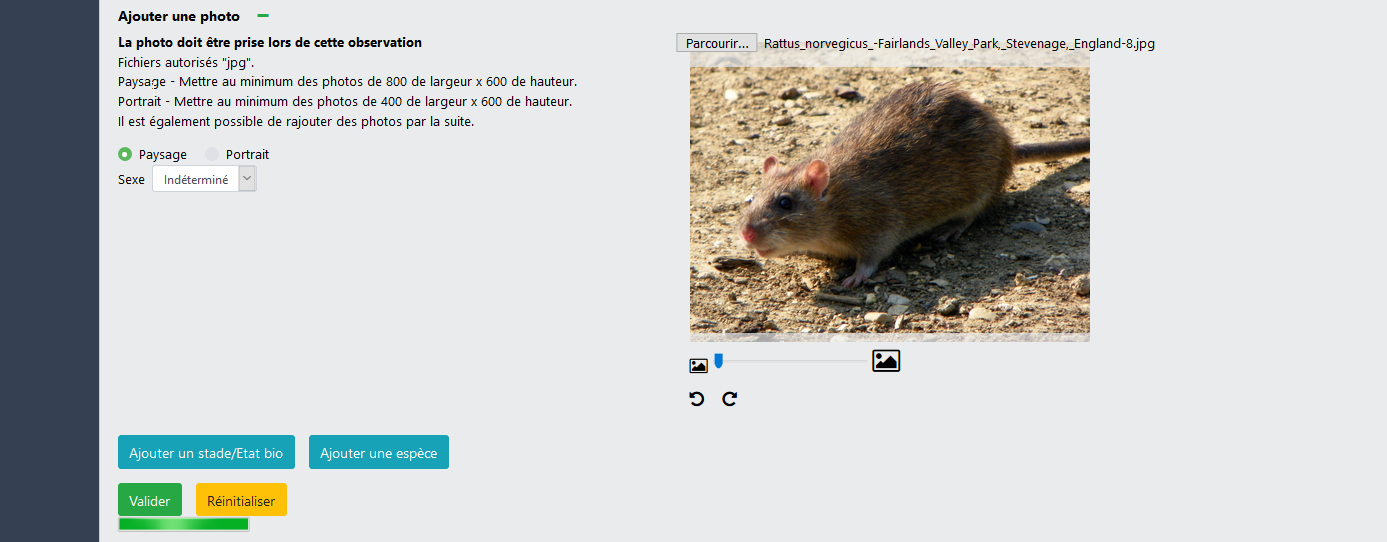 Ajouter une photo
La photo doit être prise lors de cette observation
Fichiers autorisés "jpg".
Paysage - Mettre au minimum des photos de 800 de largeur x 600 de hauteur.
Portrait - Mettre au minimum des photos de 400 de largeur x 600 de hauteur.
Il est également possible de rajouter des photos par la suite.
Paysage Portrait
Sexe Indéterminé
Parcourir... Rattus_norvegicus_-Fairlands_Valley_Park,_Stevenage,_England-8.jpg
Ajouter un stade/Etat bio Ajouter une espèce
Valider Réinitialiser